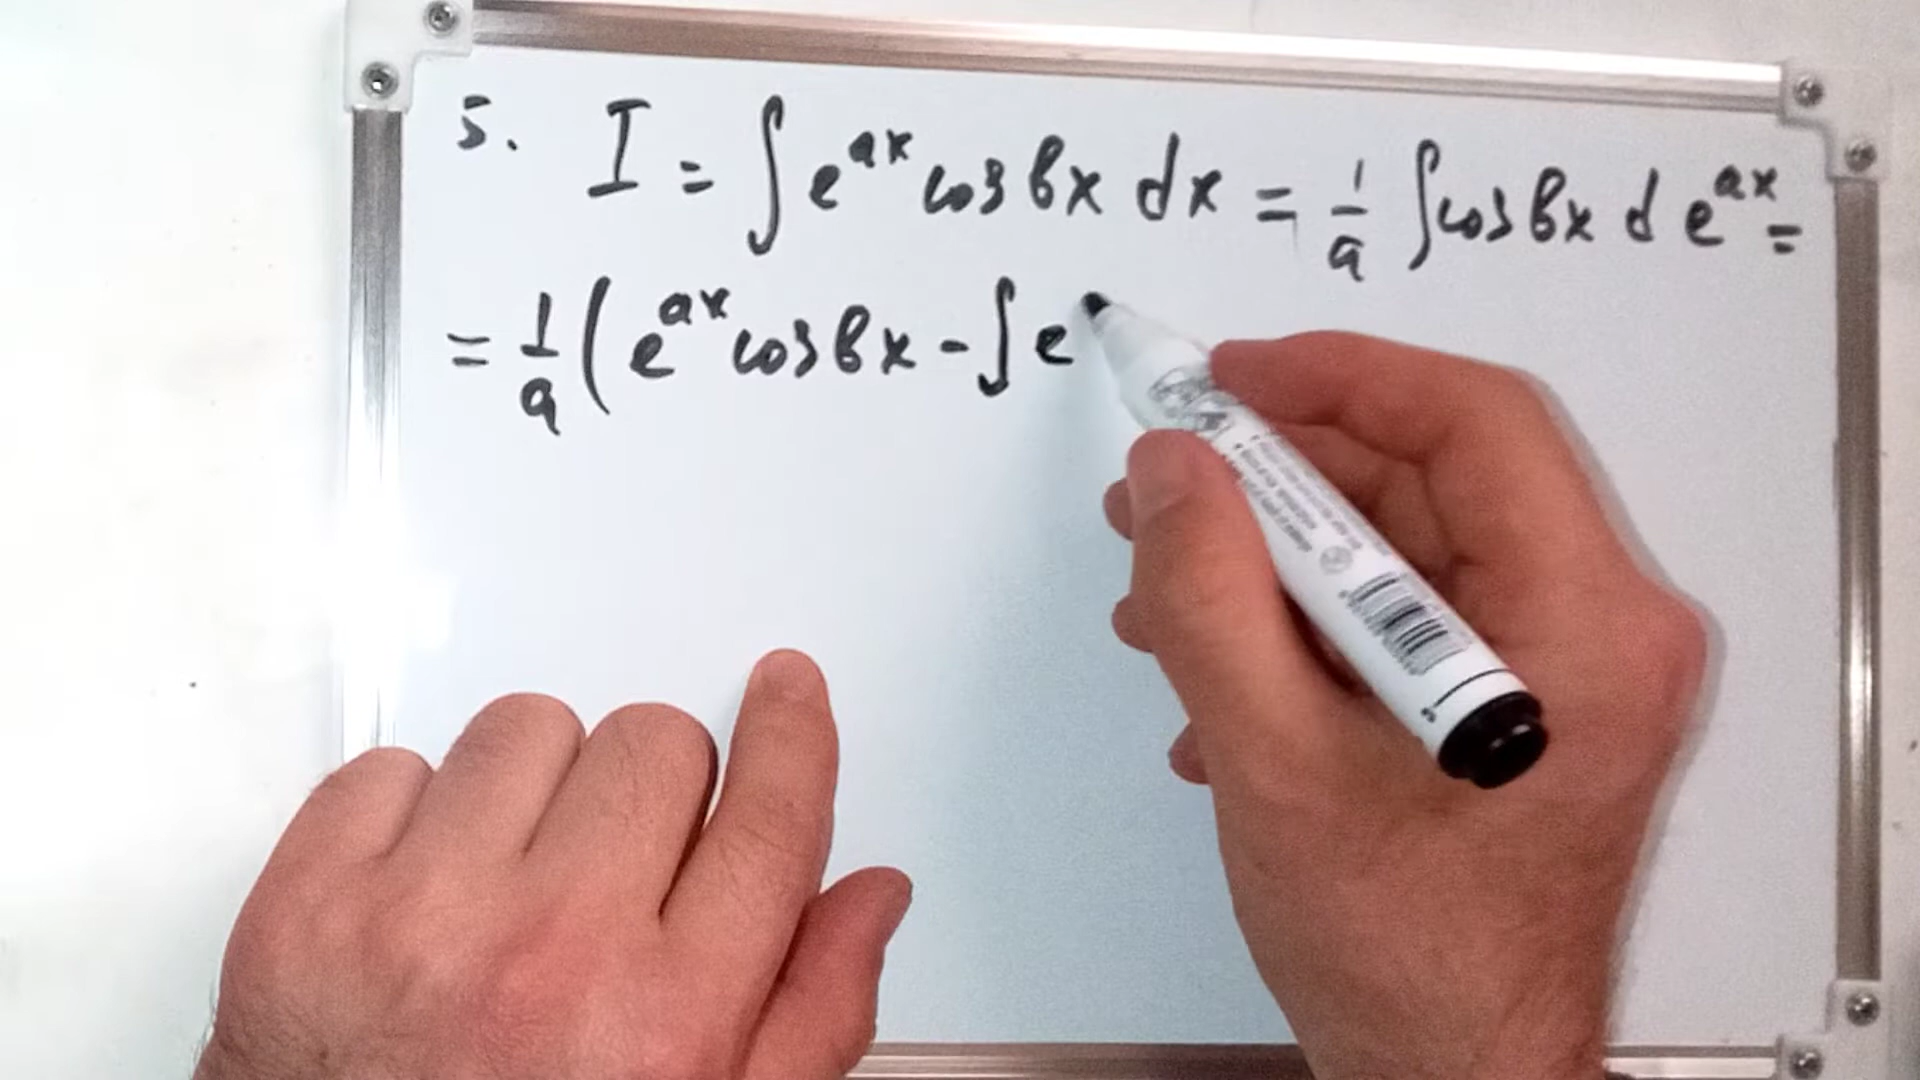 5. I = ∫ e^{ax} cos bx dx = 1/a ∫ cos bx d e^{ax} =
= 1/a ( e^{ax} cos bx - ∫ e